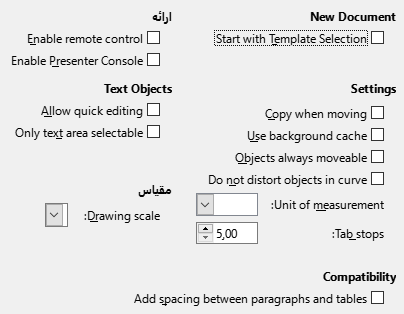 New Document
Start with Template Selection
ارائه
Enable remote control
Enable Presenter Console
Text Objects
Allow quick editing
Only text area selectable
Settings
Copy when moving
Use background cache
Objects always moveable
Do not distort objects in curve
Unit of measurement:
Tab stops:
5,00
مقیاس
Drawing scale:
Compatibility
Add spacing between paragraphs and tables